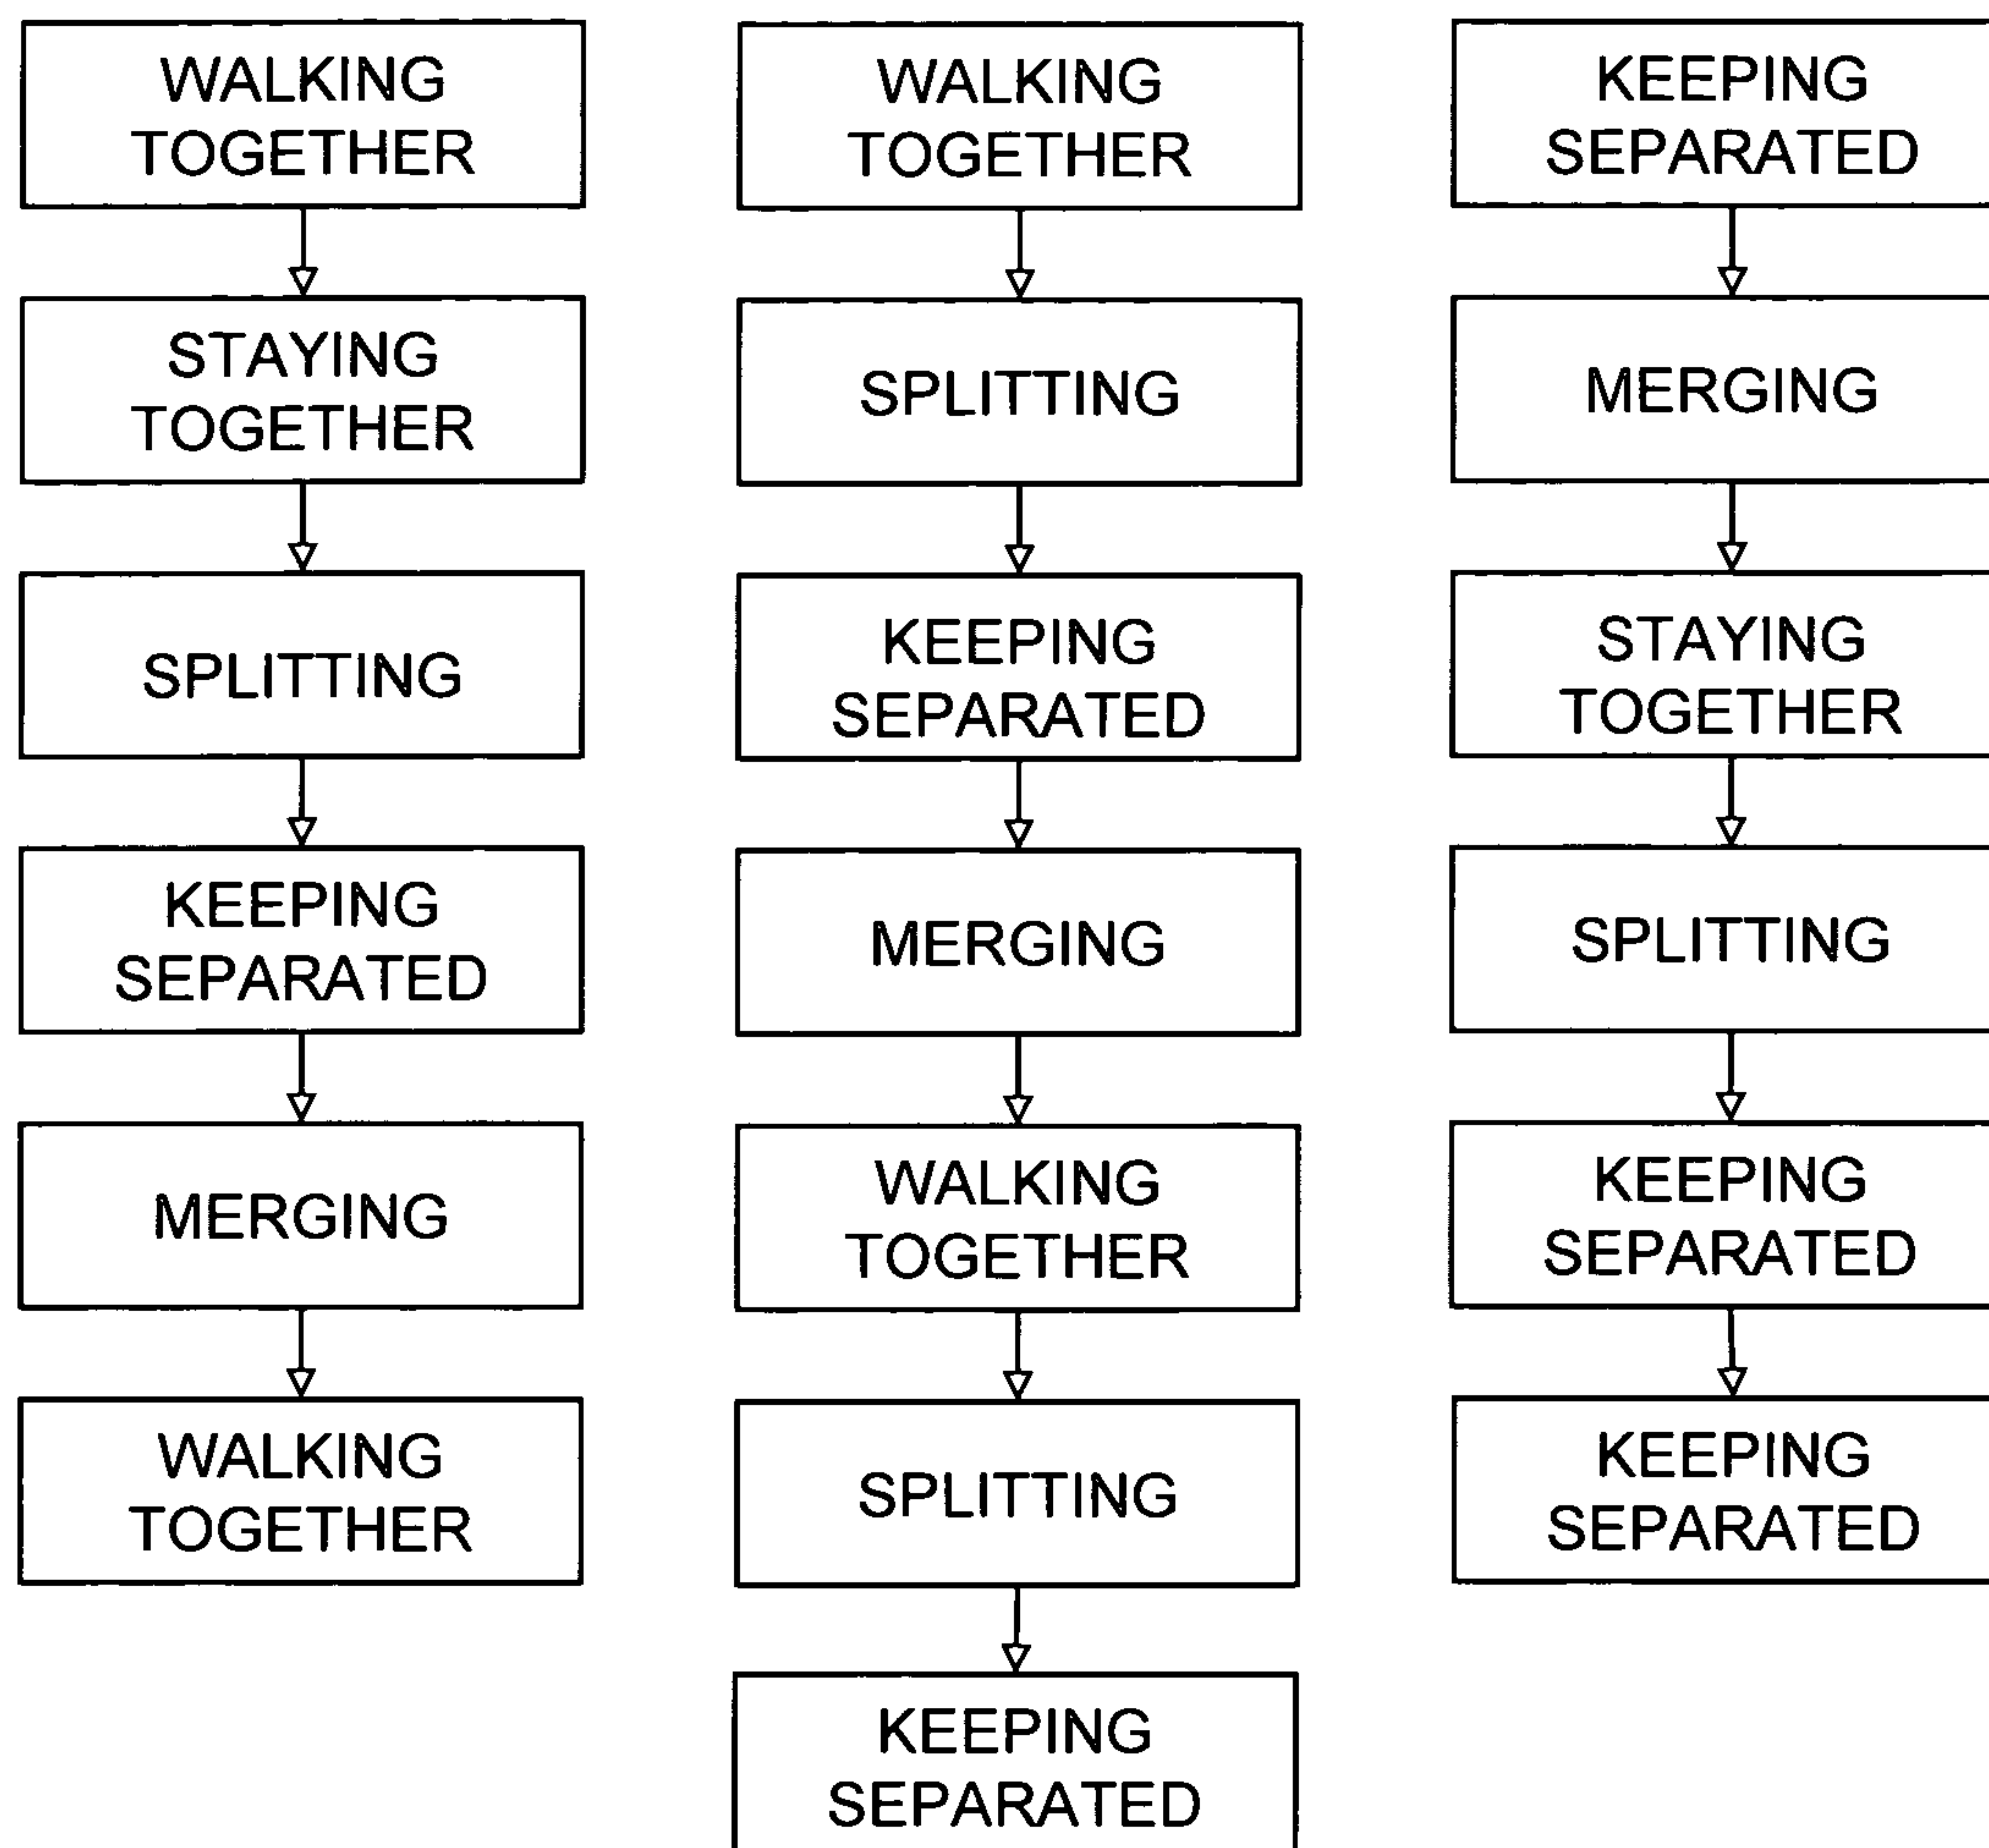 WALKING
TOGETHER
STAYING
TOGETHER
SPLITTING
KEEPING
SEPARATED
MERGING
WALKING
TOGETHER
WALKING
TOGETHER
SPLITTING
KEEPING
SEPARATED
MERGING
WALKING
TOGETHER
SPLITTING
KEEPING
SEPARATED
KEEPING
SEPARATED
MERGING
STAYING
TOGETHER
SPLITTING
KEEPING
SEPARATED
KEEPING
SEPARATED